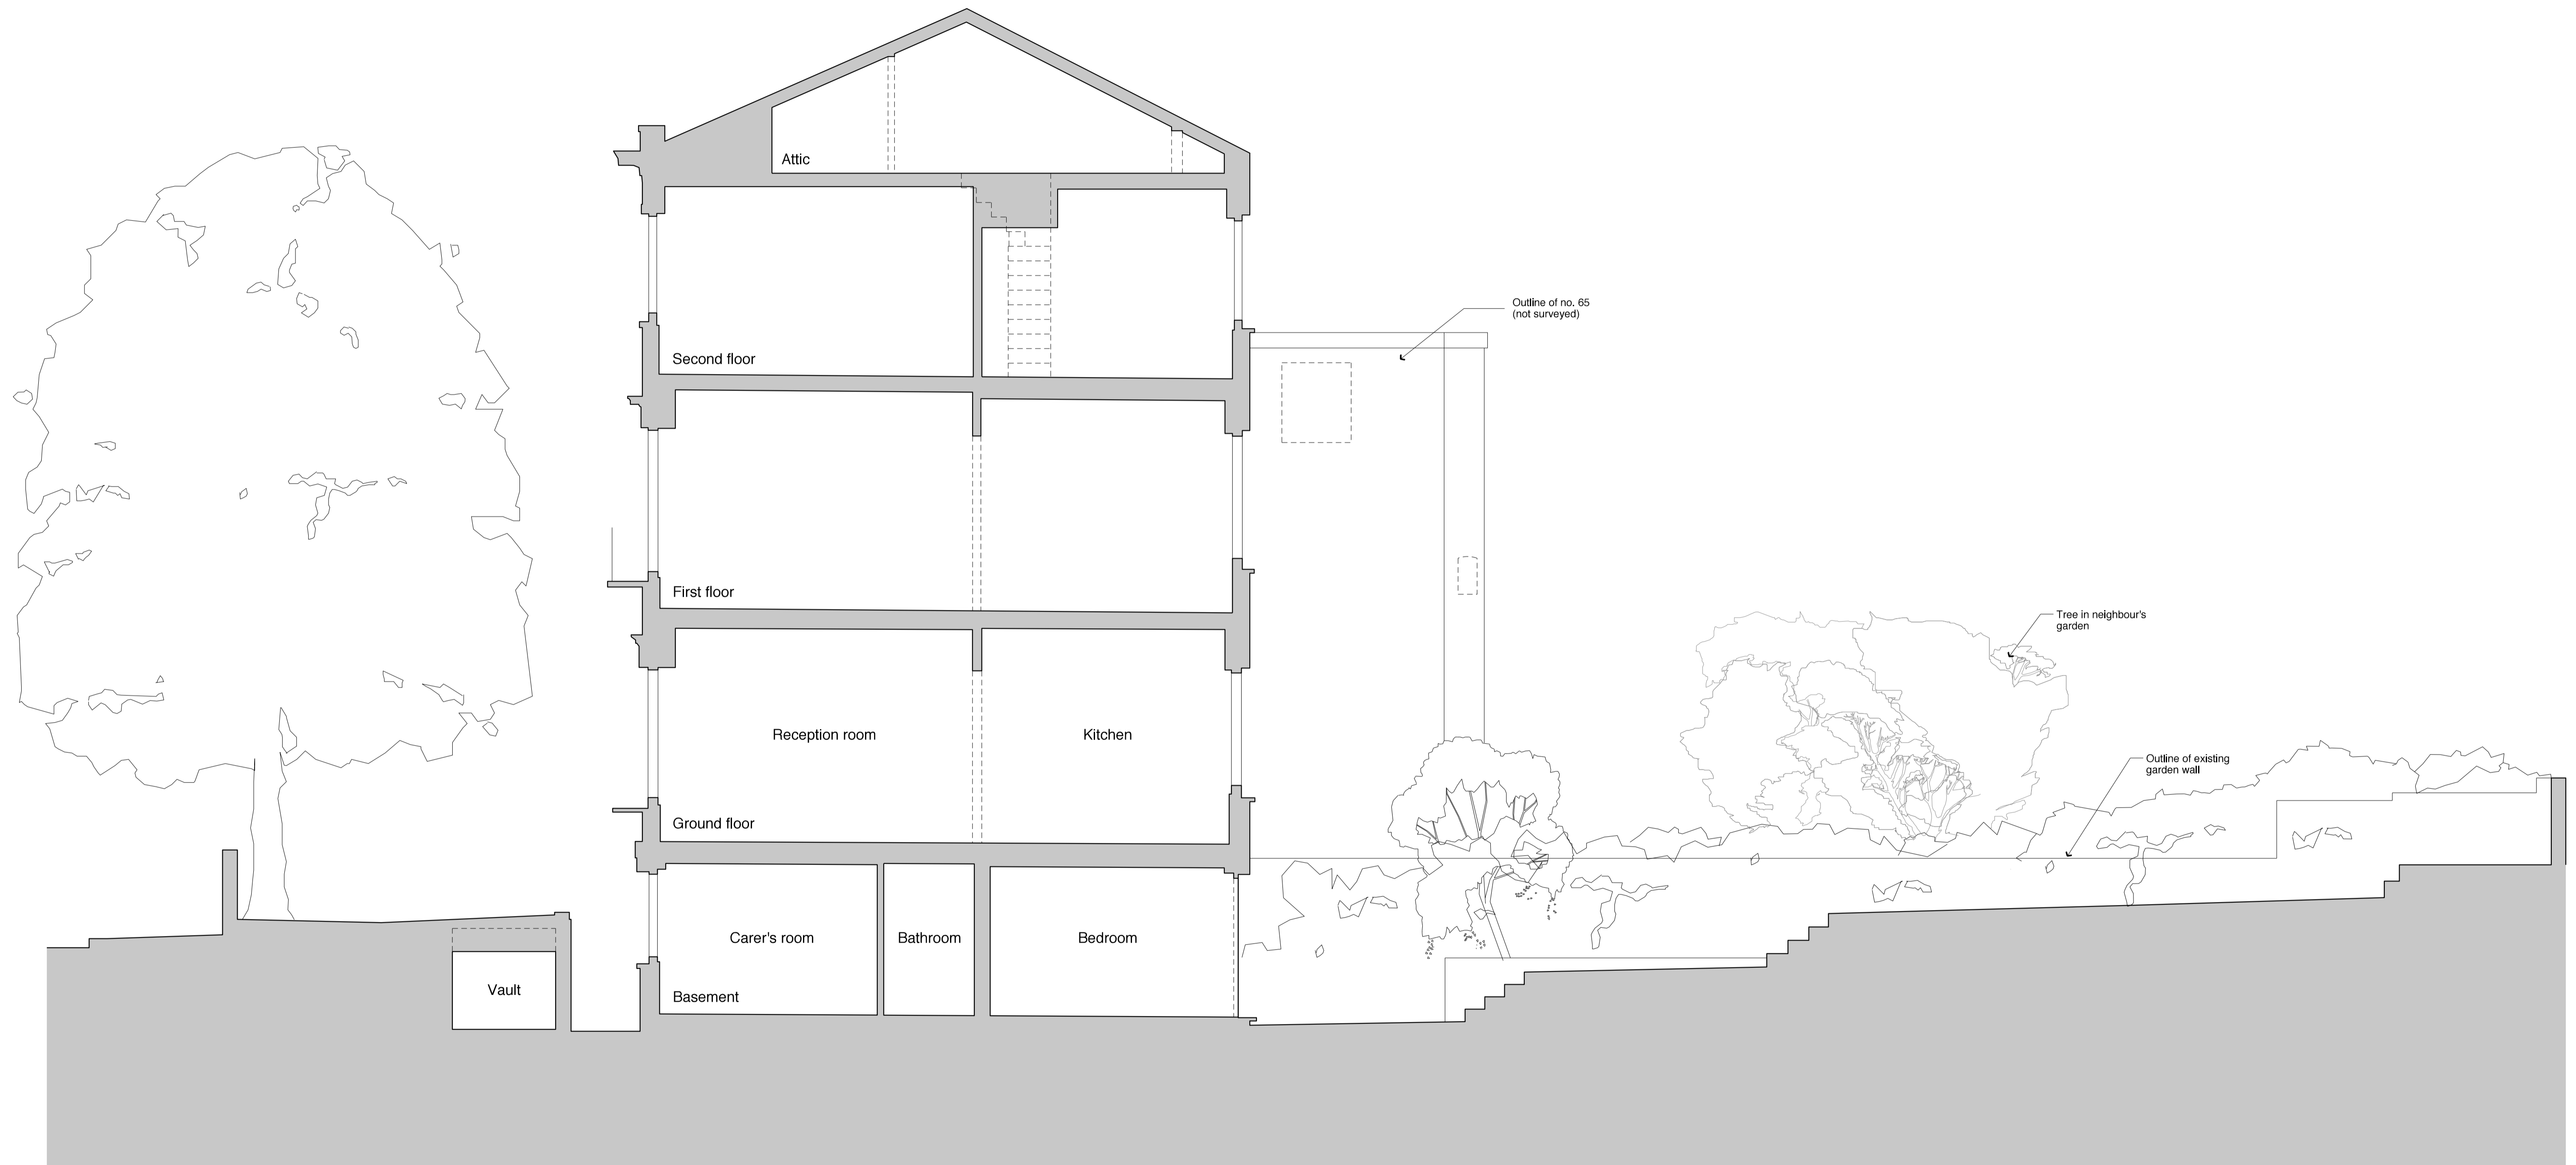 Attic
Outline of no. 65
(not surveyed)
Second floor
First floor
Tree in neighbour's
garden
Reception room
Kitchen
Outline of existing
garden wall
Ground floor
Carer's room
Bathroom
Bedroom
Vault
Basement